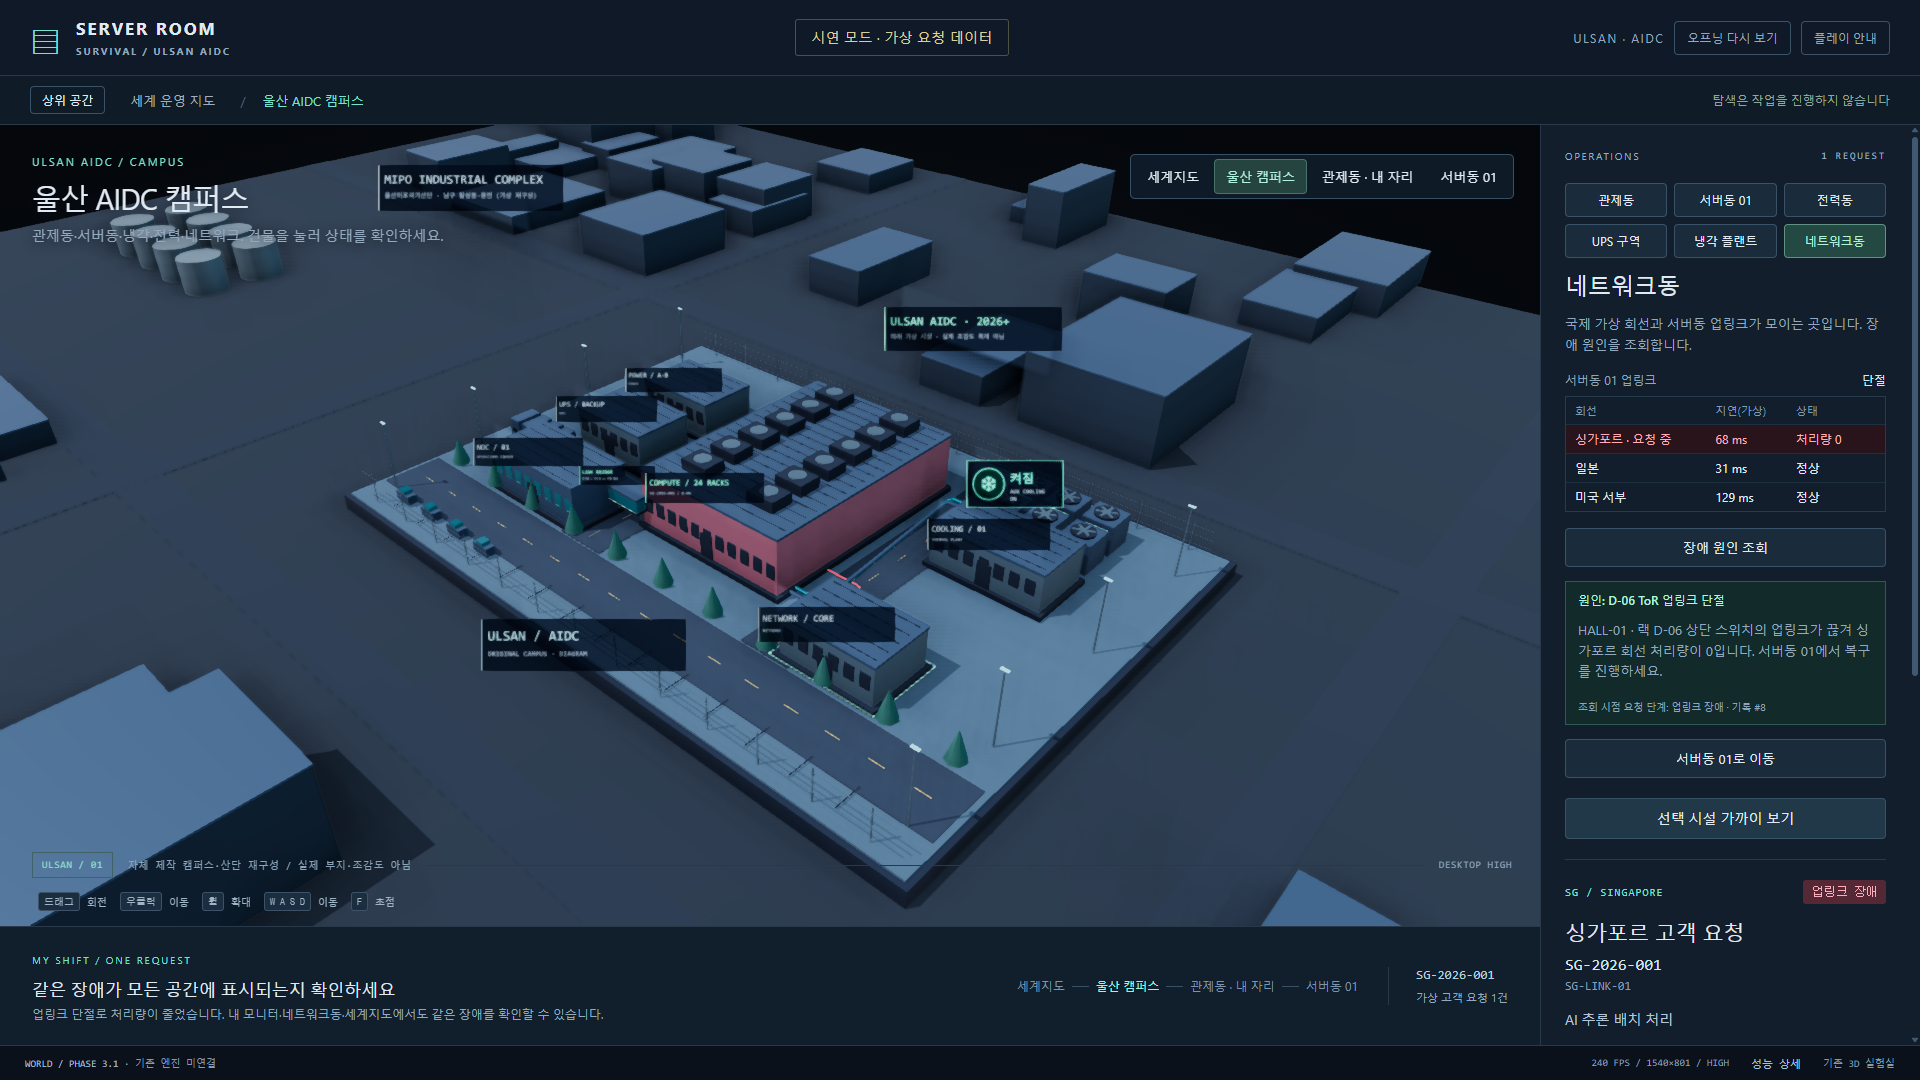 SERVER ROOM
SURVIVAL / ULSAN AIDC
시연 모드 · 가상 요청 데이터
ULSAN · AIDC
오프닝 다시 보기
플레이 안내
상위 공간
세계 운영 지도
/
울산 AIDC 캠퍼스
탐색은 작업을 진행하지 않습니다
ULSAN AIDC / CAMPUS
울산 AIDC 캠퍼스
관제동·서버동·냉각·전력·네트워크. 건물을 눌러 상태를 확인하세요.
MIPO INDUSTRIAL COMPLEX
세계지도
울산 캠퍼스
관제동 · 내 자리
서버동 01
ULSAN AIDC · 2026+
POWER / A-B
UPS / BACKUP
NOC / 01
COMPUTE / 24 RACKS
켜짐
AUX COOLING
ON
COOLING / 01
NETWORK / CORE
ULSAN / AIDC
ORIGINAL CAMPUS · DIAGRAM
ULSAN / 01
자체 제작 캠퍼스·산단 재구성 / 실제 부지·조감도 아님
DESKTOP HIGH
드래그 회전
우클릭 이동
휠 확대
W A S D 이동
F 초점
OPERATIONS
1 REQUEST
관제동
서버동 01
전력동
UPS 구역
냉각 플랜트
네트워크동
네트워크동
국제 가상 회선과 서버동 업링크가 모이는 곳입니다. 장
애 원인을 조회합니다.
서버동 01 업링크
단절
회선 지연(가상) 상태
싱가포르 · 요청 중 68 ms 처리량 0
일본 31 ms 정상
미국 서부 129 ms 정상
장애 원인 조회
원인: D-06 ToR 업링크 단절
HALL-01 · 랙 D-06 상단 스위치의 업링크가 끊겨 싱
가포르 회선 처리량이 0입니다. 서버동 01에서 복구
를 진행하세요.
조회 시점 요청 단계: 업링크 장애 · 기록 #8
서버동 01로 이동
선택 시설 가까이 보기
SG / SINGAPORE
업링크 장애
싱가포르 고객 요청
SG-2026-001
SG-LINK-01
AI 추론 배치 처리
MY SHIFT / ONE REQUEST
같은 장애가 모든 공간에 표시되는지 확인하세요
업링크 단절로 처리량이 줄었습니다. 내 모니터·네트워크동·세계지도에서도 같은 장애를 확인할 수 있습니다.
세계지도 — 울산 캠퍼스 — 관제동 · 내 자리 — 서버동 01
SG-2026-001
가상 고객 요청 1건
WORLD / PHASE 3.1 · 기존 엔진 미연결
240 FPS / 1540×801 / HIGH
성능 상세
기존 3D 실험실